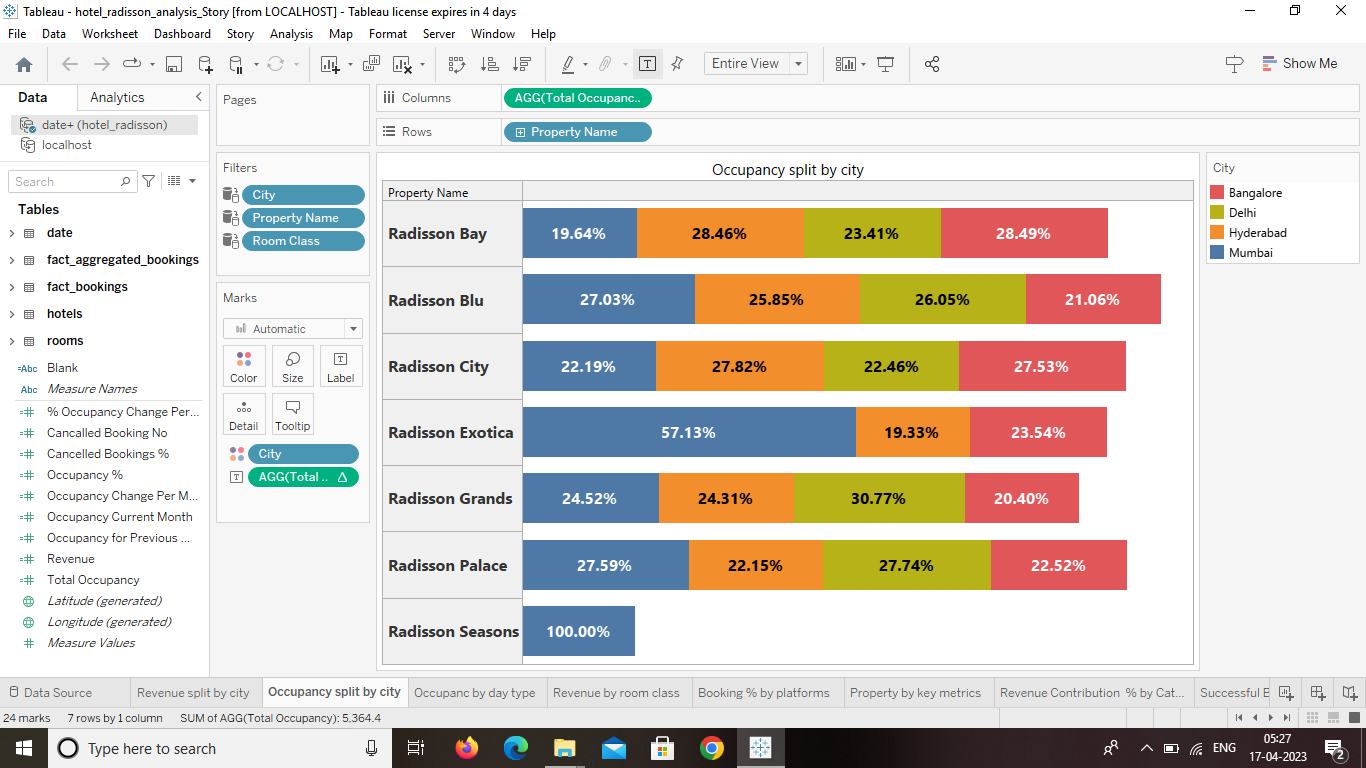 Tableau - hotel_radisson_analysis_Story [from LOCALHOST] - Tableau license expires in 4 days
File Data Worksheet Dashboard Story Analysis Map Format Server Window Help
Entire View
Show Me
Data Analytics
date+ (hotel_radisson)
localhost
Search
Tables
date
fact_aggregated_bookings
fact_bookings
hotels
rooms
=Abc Blank
Abc Measure Names
=# % Occupancy Change Per...
=# Cancalled Booking No
=# Cancelled Bookings %
=# Occupancy %
=# Occupancy Change Per M...
=# Occupancy Current Month
=# Occupancy for Previous ...
=# Revenue
=# Total Occupancy
Latitude (generated)
Longitude (generated)
# Measure Values
Pages
Filters
City
Property Name
Room Class
Marks
Automatic
Color Size T Label
Detail Tooltip
City
T AGG(Total .. Δ
Columns AGG(Total Occupanc..
Rows Property Name
Occupancy split by city
Property Name
Radisson Bay 19.64% 28.46% 23.41% 28.49%
Radisson Blu 27.03% 25.85% 26.05% 21.06%
Radisson City 22.19% 27.82% 22.46% 27.53%
Radisson Exotica 57.13% 19.33% 23.54%
Radisson Grands 24.52% 24.31% 30.77% 20.40%
Radisson Palace 27.59% 22.15% 27.74% 22.52%
Radisson Seasons 100.00%
City
Bangalore
Delhi
Hyderabad
Mumbai
Data Source Revenue split by city Occupancy split by city Occupanc by day type Revenue by room class Booking % by platforms Property by key metrics Revenue Contribution % by Cat... Successful B
24 marks 7 rows by 1 column SUM of AGG(Total Occupancy): 5,364.4
Type here to search
ENG
05:27
17-04-2023
2